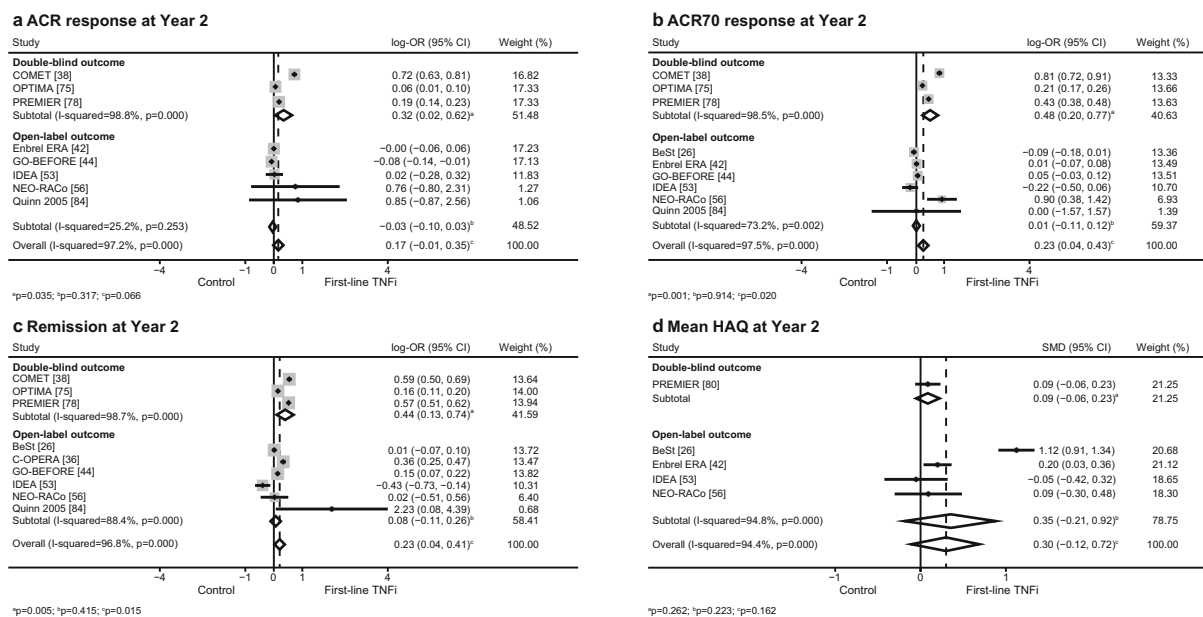 a ACR response at Year 2
Study log-OR (95% CI) Weight (%)
Double-blind outcome
COMET [38] 0.72 (0.63, 0.81) 16.82
OPTIMA [75] 0.06 (0.01, 0.10) 17.33
PREMIER [78] 0.19 (0.14, 0.23) 17.33
Subtotal (I-squared=98.8%, p=0.000) 0.32 (0.02, 0.62)ᵃ 51.48
Open-label outcome
Enbrel ERA [42] −0.00 (−0.06, 0.06) 17.23
GO-BEFORE [44] −0.08 (−0.14, −0.01) 17.13
IDEA [53] 0.02 (−0.28, 0.32) 11.83
NEO-RACo [56] 0.76 (−0.80, 2.31) 1.27
Quinn 2005 [84] 0.85 (−0.87, 2.56) 1.06
Subtotal (I-squared=25.2%, p=0.253) −0.03 (−0.10, 0.03)ᵇ 48.52
Overall (I-squared=97.2%, p=0.000) 0.17 (−0.01, 0.35)ᶜ 100.00
−4 −1 0 1 4
Control First-line TNFi
ᵃp=0.035; ᵇp=0.317; ᶜp=0.066
b ACR70 response at Year 2
Study log-OR (95% CI) Weight (%)
Double-blind outcome
COMET [38] 0.81 (0.72, 0.91) 13.33
OPTIMA [75] 0.21 (0.17, 0.26) 13.66
PREMIER [78] 0.43 (0.38, 0.48) 13.63
Subtotal (I-squared=98.5%, p=0.000) 0.48 (0.20, 0.77)ᵃ 40.63
Open-label outcome
BeSt [26] −0.09 (−0.18, 0.01) 13.36
Enbrel ERA [42] 0.01 (−0.07, 0.08) 13.49
GO-BEFORE [44] 0.05 (−0.03, 0.12) 13.51
IDEA [53] −0.22 (−0.50, 0.06) 10.70
NEO-RACo [56] 0.90 (0.38, 1.42) 6.93
Quinn 2005 [84] 0.00 (−1.57, 1.57) 1.39
Subtotal (I-squared=73.2%, p=0.002) 0.01 (−0.11, 0.12)ᵇ 59.37
Overall (I-squared=97.5%, p=0.000) 0.23 (0.04, 0.43)ᶜ 100.00
−4 −1 0 1 4
Control First-line TNFi
ᵃp=0.001; ᵇp=0.914; ᶜp=0.020
c Remission at Year 2
Study log-OR (95% CI) Weight (%)
Double-blind outcome
COMET [38] 0.59 (0.50, 0.69) 13.64
OPTIMA [75] 0.16 (0.11, 0.20) 14.00
PREMIER [78] 0.57 (0.51, 0.62) 13.94
Subtotal (I-squared=98.7%, p=0.000) 0.44 (0.13, 0.74)ᵃ 41.59
Open-label outcome
BeSt [26] 0.01 (−0.07, 0.10) 13.72
C-OPERA [36] 0.36 (0.25, 0.47) 13.47
GO-BEFORE [44] 0.15 (0.07, 0.22) 13.82
IDEA [53] −0.43 (−0.73, −0.14) 10.31
NEO-RACo [56] 0.02 (−0.51, 0.56) 6.40
Quinn 2005 [84] 2.23 (0.08, 4.39) 0.68
Subtotal (I-squared=88.4%, p=0.000) 0.08 (−0.11, 0.26)ᵇ 58.41
Overall (I-squared=96.8%, p=0.000) 0.23 (0.04, 0.41)ᶜ 100.00
−4 −1 0 1 4
Control First-line TNFi
ᵃp=0.005; ᵇp=0.415; ᶜp=0.015
d Mean HAQ at Year 2
Study SMD (95% CI) Weight (%)
Double-blind outcome
PREMIER [80] 0.09 (−0.06, 0.23) 21.25
Subtotal 0.09 (−0.06, 0.23)ᵃ 21.25
Open-label outcome
BeSt [26] 1.12 (0.91, 1.34) 20.68
Enbrel ERA [42] 0.20 (0.03, 0.36) 21.12
IDEA [53] −0.05 (−0.42, 0.32) 18.65
NEO-RACo [56] 0.09 (−0.30, 0.48) 18.30
Subtotal (I-squared=94.8%, p=0.000) 0.35 (−0.21, 0.92)ᵇ 78.75
Overall (I-squared=94.4%, p=0.000) 0.30 (−0.12, 0.72)ᶜ 100.00
−1 0 1
Control First-line TNFi
ᵃp=0.262; ᵇp=0.223; ᶜp=0.162